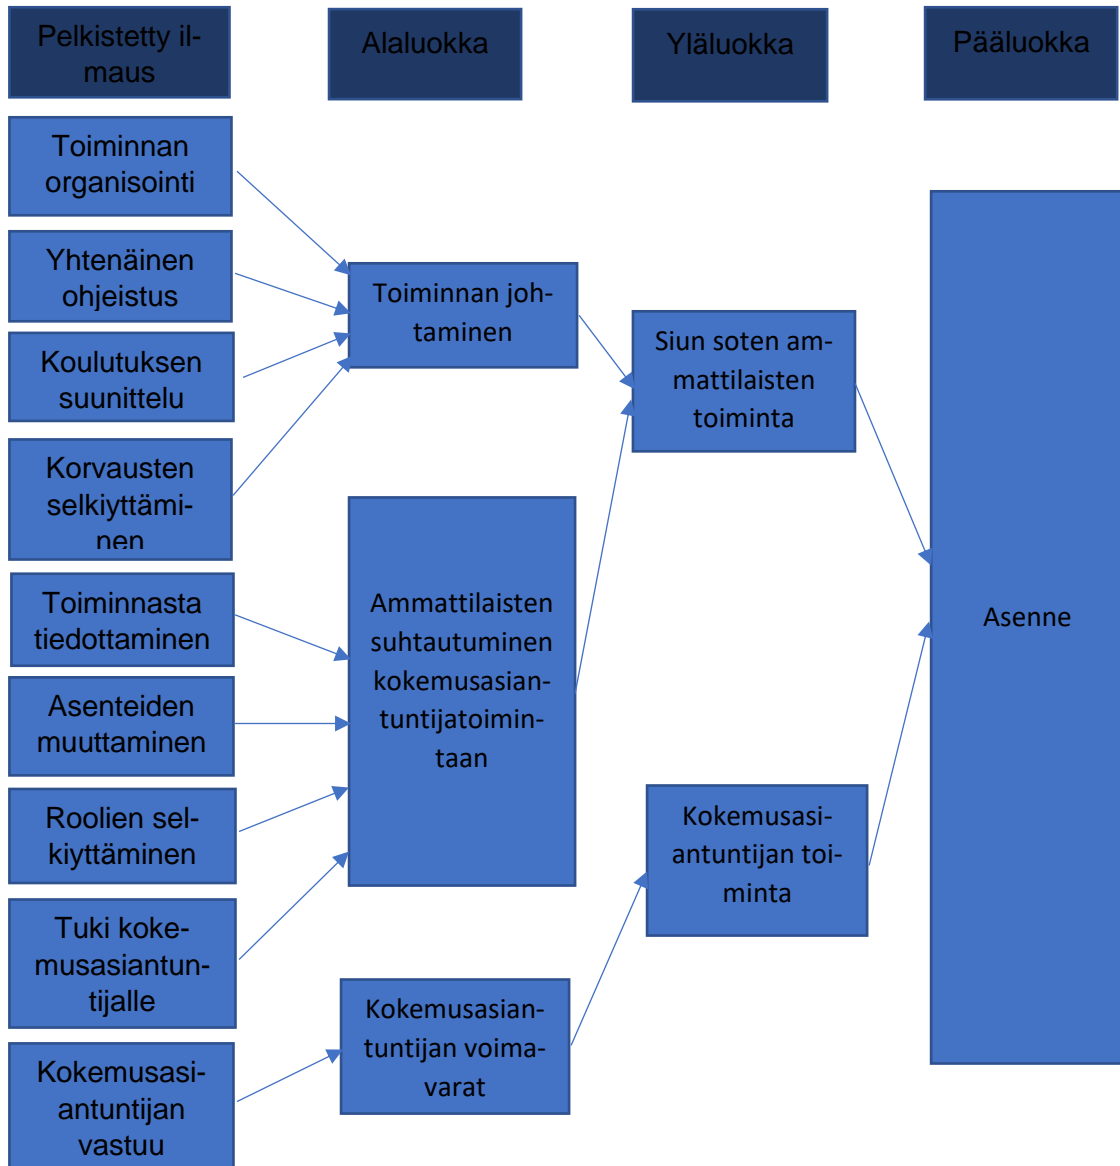 Pelkistetty il-
maus
Alaluokka
Yläluokka
Pääluokka
Toiminnan
organisointi
Yhtenäinen
ohjeistus
Koulutuksen
suunittelu
Korvausten
selkiyttämi-
nen
Toiminnasta
tiedottaminen
Asenteiden
muuttaminen
Roolien sel-
kiyttäminen
Tuki koke-
musasiantun-
tijalle
Kokemusasi-
antuntijan
vastuu
Toiminnan joh-
taminen
Ammattilaisten
suhtautuminen
kokemusasian-
tuntijatoimin-
taan
Kokemusasian-
tuntijan voima-
varat
Siun soten am-
mattilaisten
toiminta
Kokemusasi-
antuntijan toi-
minta
Asenne